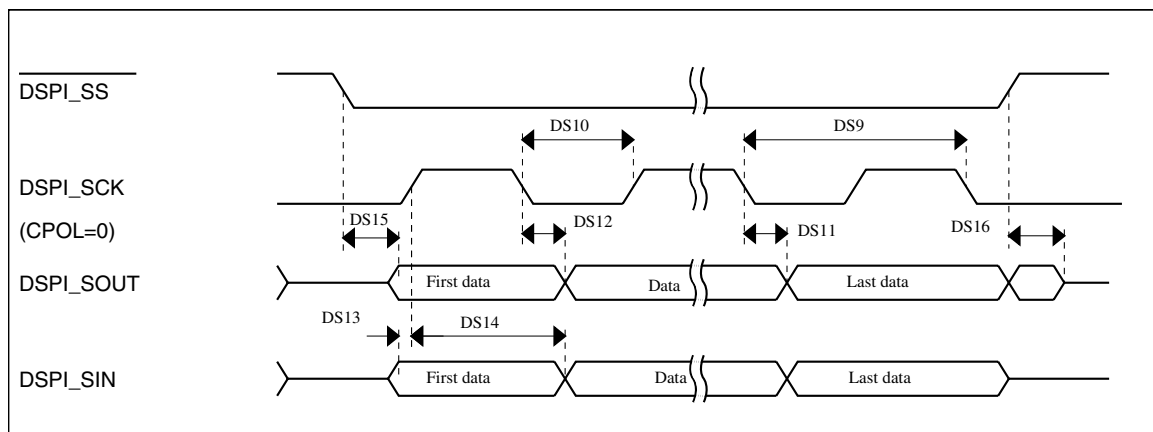 DSPI_SS
DS10
DS9
DSPI_SCK
(CPOL=0)
DS15
DS12
DS11
DS16
DSPI_SOUT
First data
Data
Last data
DS13
DS14
DSPI_SIN
First data
Data
Last data